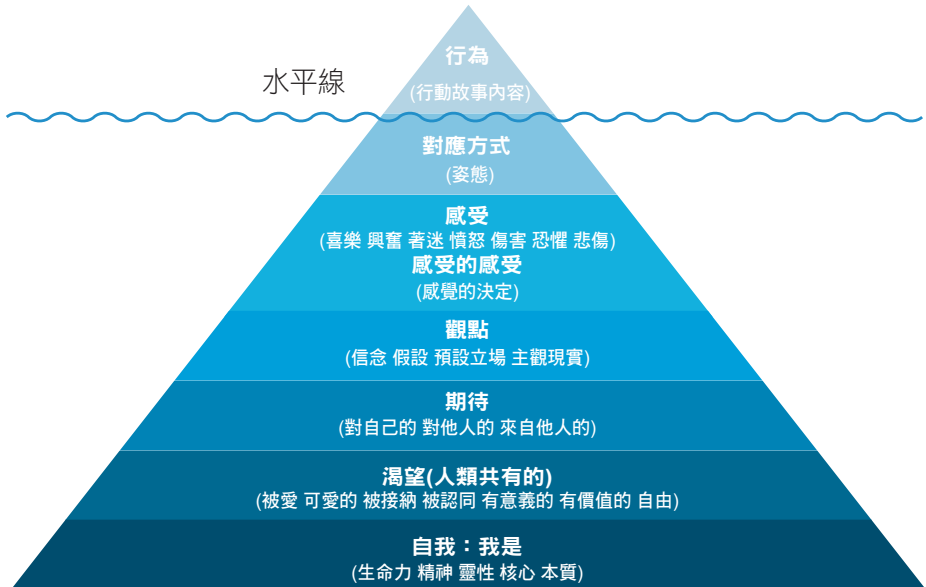 行為
水平線
(行動故事內容)
對應方式
(姿態)
感受
(喜樂 興奮 著迷 憤怒 傷害 恐懼 悲傷)
感受的感受
(感覺的決定)
觀點
(信念 假設 預設立場 主觀現實)
期待
(對自己的 對他人的 來自他人的)
渴望(人類共有的)
(被愛 可愛的 被接納 被認同 有意義的 有價值的 自由)
自我：我是
(生命力 精神 靈性 核心 本質)